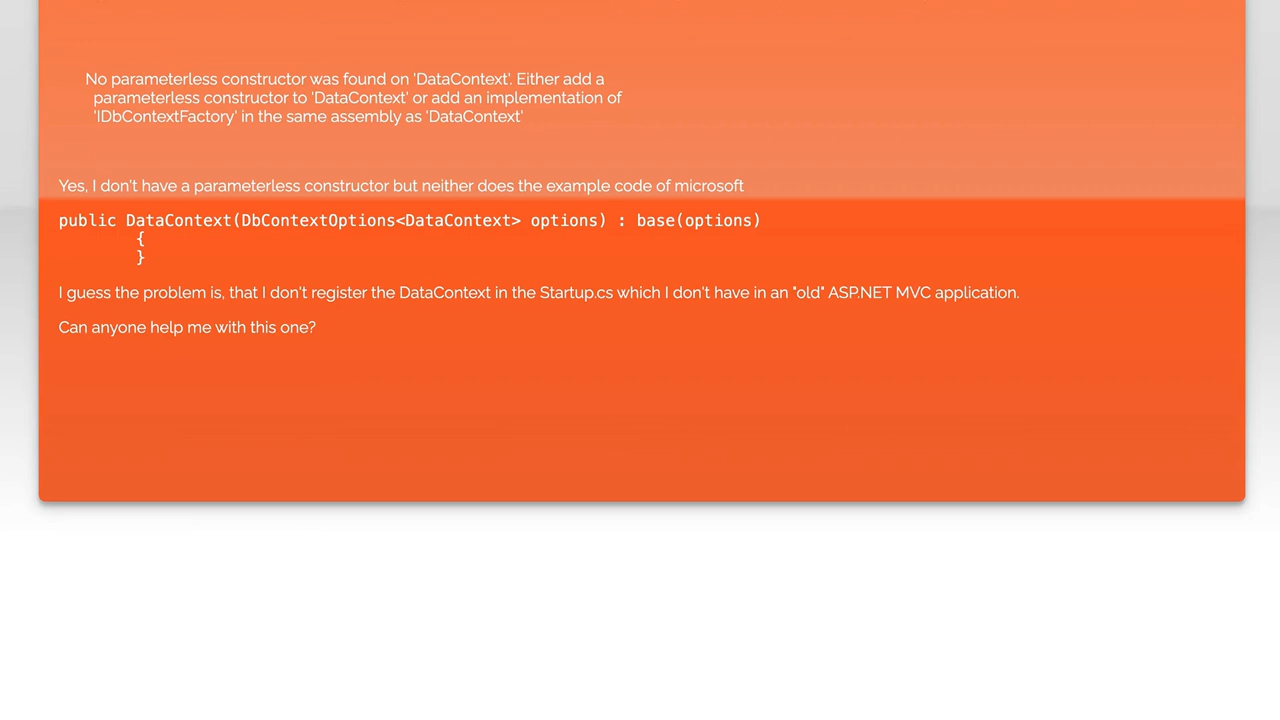 No parameterless constructor was found on 'DataContext'. Either add a
parameterless constructor to 'DataContext' or add an implementation of
'IDbContextFactory' in the same assembly as 'DataContext'
Yes, I don't have a parameterless constructor but neither does the example code of microsoft
public DataContext(DbContextOptions<DataContext> options) : base(options)
{
}
I guess the problem is, that I don't register the DataContext in the Startup.cs which I don't have in an "old" ASP.NET MVC application.
Can anyone help me with this one?